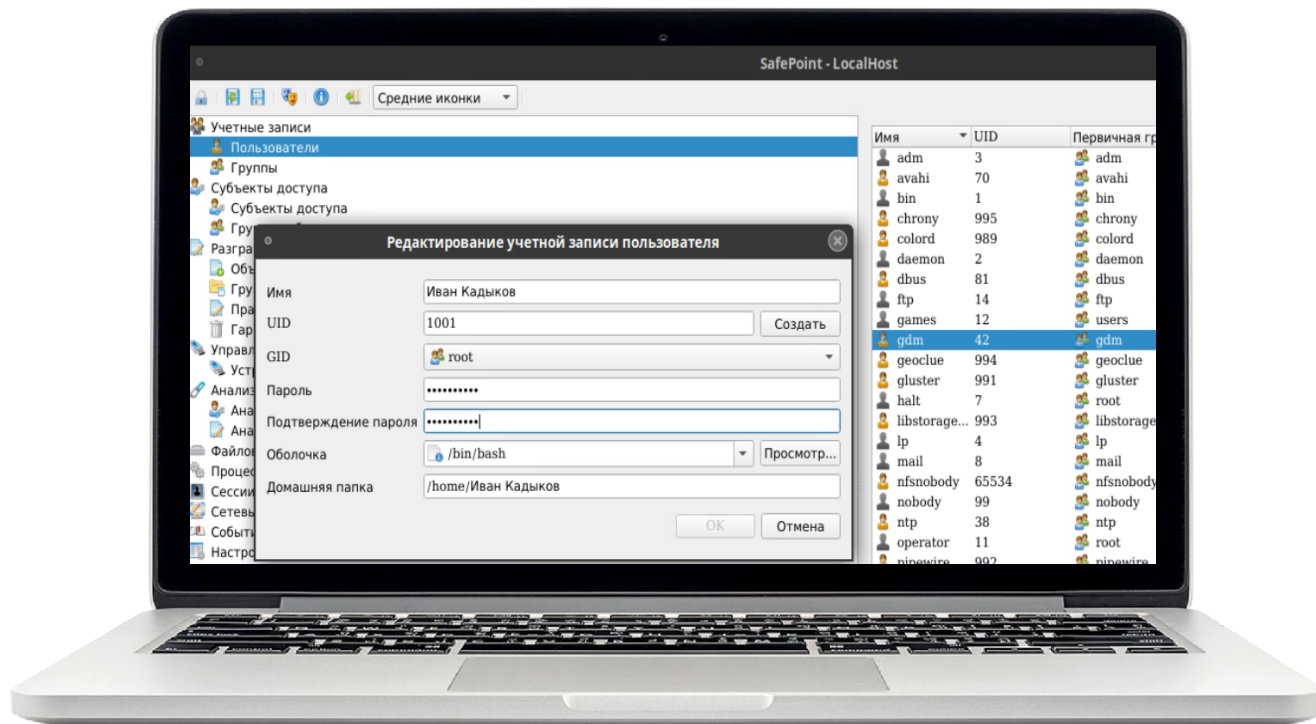 SafePoint - LocalHost
Средние иконки
Учетные записи
Пользователи
Группы
Субъекты доступа
Субъекты доступа
Редактирование учетной записи пользователя
Имя Иван Кадыков
UID 1001 Создать
GID root
Пароль ••••••••••
Подтверждение пароля ••••••••••
Оболочка /bin/bash Просмотр...
Домашняя папка /home/Иван Кадыков
OK Отмена
Имя UID Первичная гр
adm 3 adm
avahi 70 avahi
bin 1 bin
chrony 995 chrony
colord 989 colord
daemon 2 daemon
dbus 81 dbus
ftp 14 ftp
games 12 users
gdm 42 gdm
geoclue 994 geoclue
gluster 991 gluster
halt 7 root
libstorage... 993 libstorage
lp 4 lp
mail 8 mail
nfsnobody 65534 nfsnobody
nobody 99 nobody
ntp 38 ntp
operator 11 root
pipewire 992 pipewire